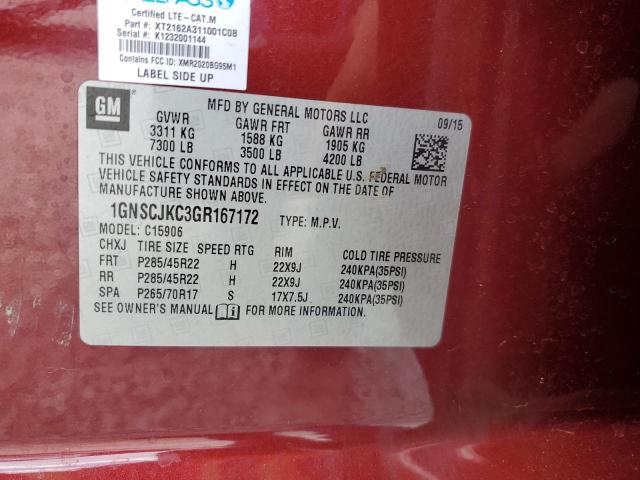 Certified LTE-CAT.M
Part #: XT2162A311001C0B
Serial #: K1232001144
Contains FCC ID: XMR2020BG95M1
LABEL SIDE UP
GM
MFD BY GENERAL MOTORS LLC
09/15
GVWR GAWR FRT GAWR RR
3311 KG 1588 KG 1905 KG
7300 LB 3500 LB 4200 LB
THIS VEHICLE CONFORMS TO ALL APPLICABLE U.S. FEDERAL MOTOR
VEHICLE SAFETY STANDARDS IN EFFECT ON THE DATE OF
MANUFACTURE SHOWN ABOVE.
1GNSCJKC3GR167172 TYPE: M.P.V.
MODEL: C15906
CHXJ TIRE SIZE SPEED RTG RIM COLD TIRE PRESSURE
FRT P285/45R22 H 22X9J 240KPA(35PSI)
RR P285/45R22 H 22X9J 240KPA(35PSI)
SPA P265/70R17 S 17X7.5J 240KPA(35PSI)
SEE OWNER'S MANUAL FOR MORE INFORMATION.